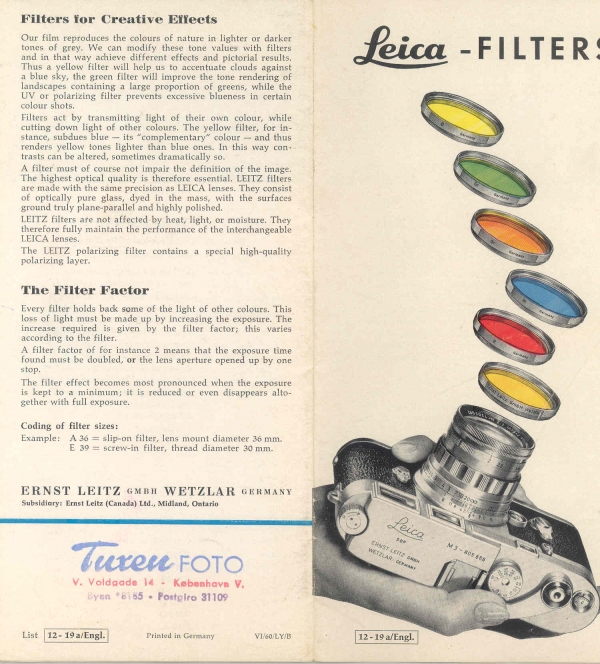 Filters for Creative Effects
Our film reproduces the colours of nature in lighter or darker
tones of grey. We can modify these tone values with filters
and in that way achieve different effects and pictorial results.
Thus a yellow filter will help us to accentuate clouds against
a blue sky, the green filter will improve the tone rendering of
landscapes containing a large proportion of greens, while the
UV or polarizing filter prevents excessive blueness in certain
colour shots.
Filters act by transmitting light of their own colour, while
cutting down light of other colours. The yellow filter, for in-
stance, subdues blue — its "complementary" colour — and thus
renders yellow tones lighter than blue ones. In this way con-
trasts can be altered, sometimes dramatically so.
A filter must of course not impair the definition of the image.
The highest optical quality is therefore essential. LEITZ filters
are made with the same precision as LEICA lenses. They consist
of optically pure glass, dyed in the mass, with the surfaces
ground truly plane-parallel and highly polished.
LEITZ filters are not affected by heat, light, or moisture. They
therefore fully maintain the performance of the interchangeable
LEICA lenses.
The LEITZ polarizing filter contains a special high-quality
polarizing layer.
The Filter Factor
Every filter holds back some of the light of other colours. This
loss of light must be made up by increasing the exposure. The
increase required is given by the filter factor; this varies
according to the filter.
A filter factor of for instance 2 means that the exposure time
found must be doubled, or the lens aperture opened up by one
stop.
The filter effect becomes most pronounced when the exposure
is kept to a minimum; it is reduced or even disappears alto-
gether with full exposure.
Coding of filter sizes:
Example: A 36 = slip-on filter, lens mount diameter 36 mm.
E 39 = screw-in filter, thread diameter 30 mm.
ERNST LEITZ GMBH WETZLAR GERMANY
Subsidiary: Ernst Leitz (Canada) Ltd., Midland, Ontario
Tuxen FOTO
V. Voldgade 14 - København V.
Byen *8165 - Postgiro 31109
List 12-19a/Engl. Printed in Germany VI/60/LY/B
Leica -FILTERS
Germany
Germany
Germany
Germany
Germany
Leica
DRP
ERNST LEITZ GMBH
WETZLAR GERMANY
M3-805669
12-19a/Engl.